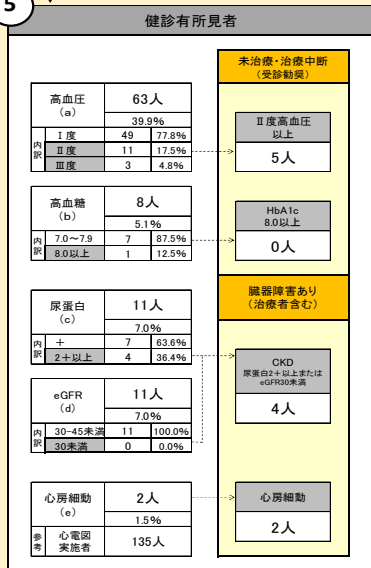 5
健診有所見者
未治療・治療中断
（受診勧奨）
高血圧
（a）
63人
39.9%
内訳
Ⅰ度 49 77.8%
Ⅱ度 11 17.5%
Ⅲ度 3 4.8%
Ⅱ度高血圧
以上
5人
高血糖
（b）
8人
5.1%
内訳
7.0～7.9 7 87.5%
8.0以上 1 12.5%
HbA1c
8.0以上
0人
臓器障害あり
（治療者含む）
尿蛋白
（c）
11人
7.0%
内訳
＋ 7 63.6%
2＋以上 4 36.4%
CKD
尿蛋白2＋以上または
eGFR30未満
4人
eGFR
（d）
11人
7.0%
内訳
30-45未満 11 100.0%
30未満 0 0.0%
心房細動
（e）
2人
1.5%
参考
心電図
実施者
135人
心房細動
2人